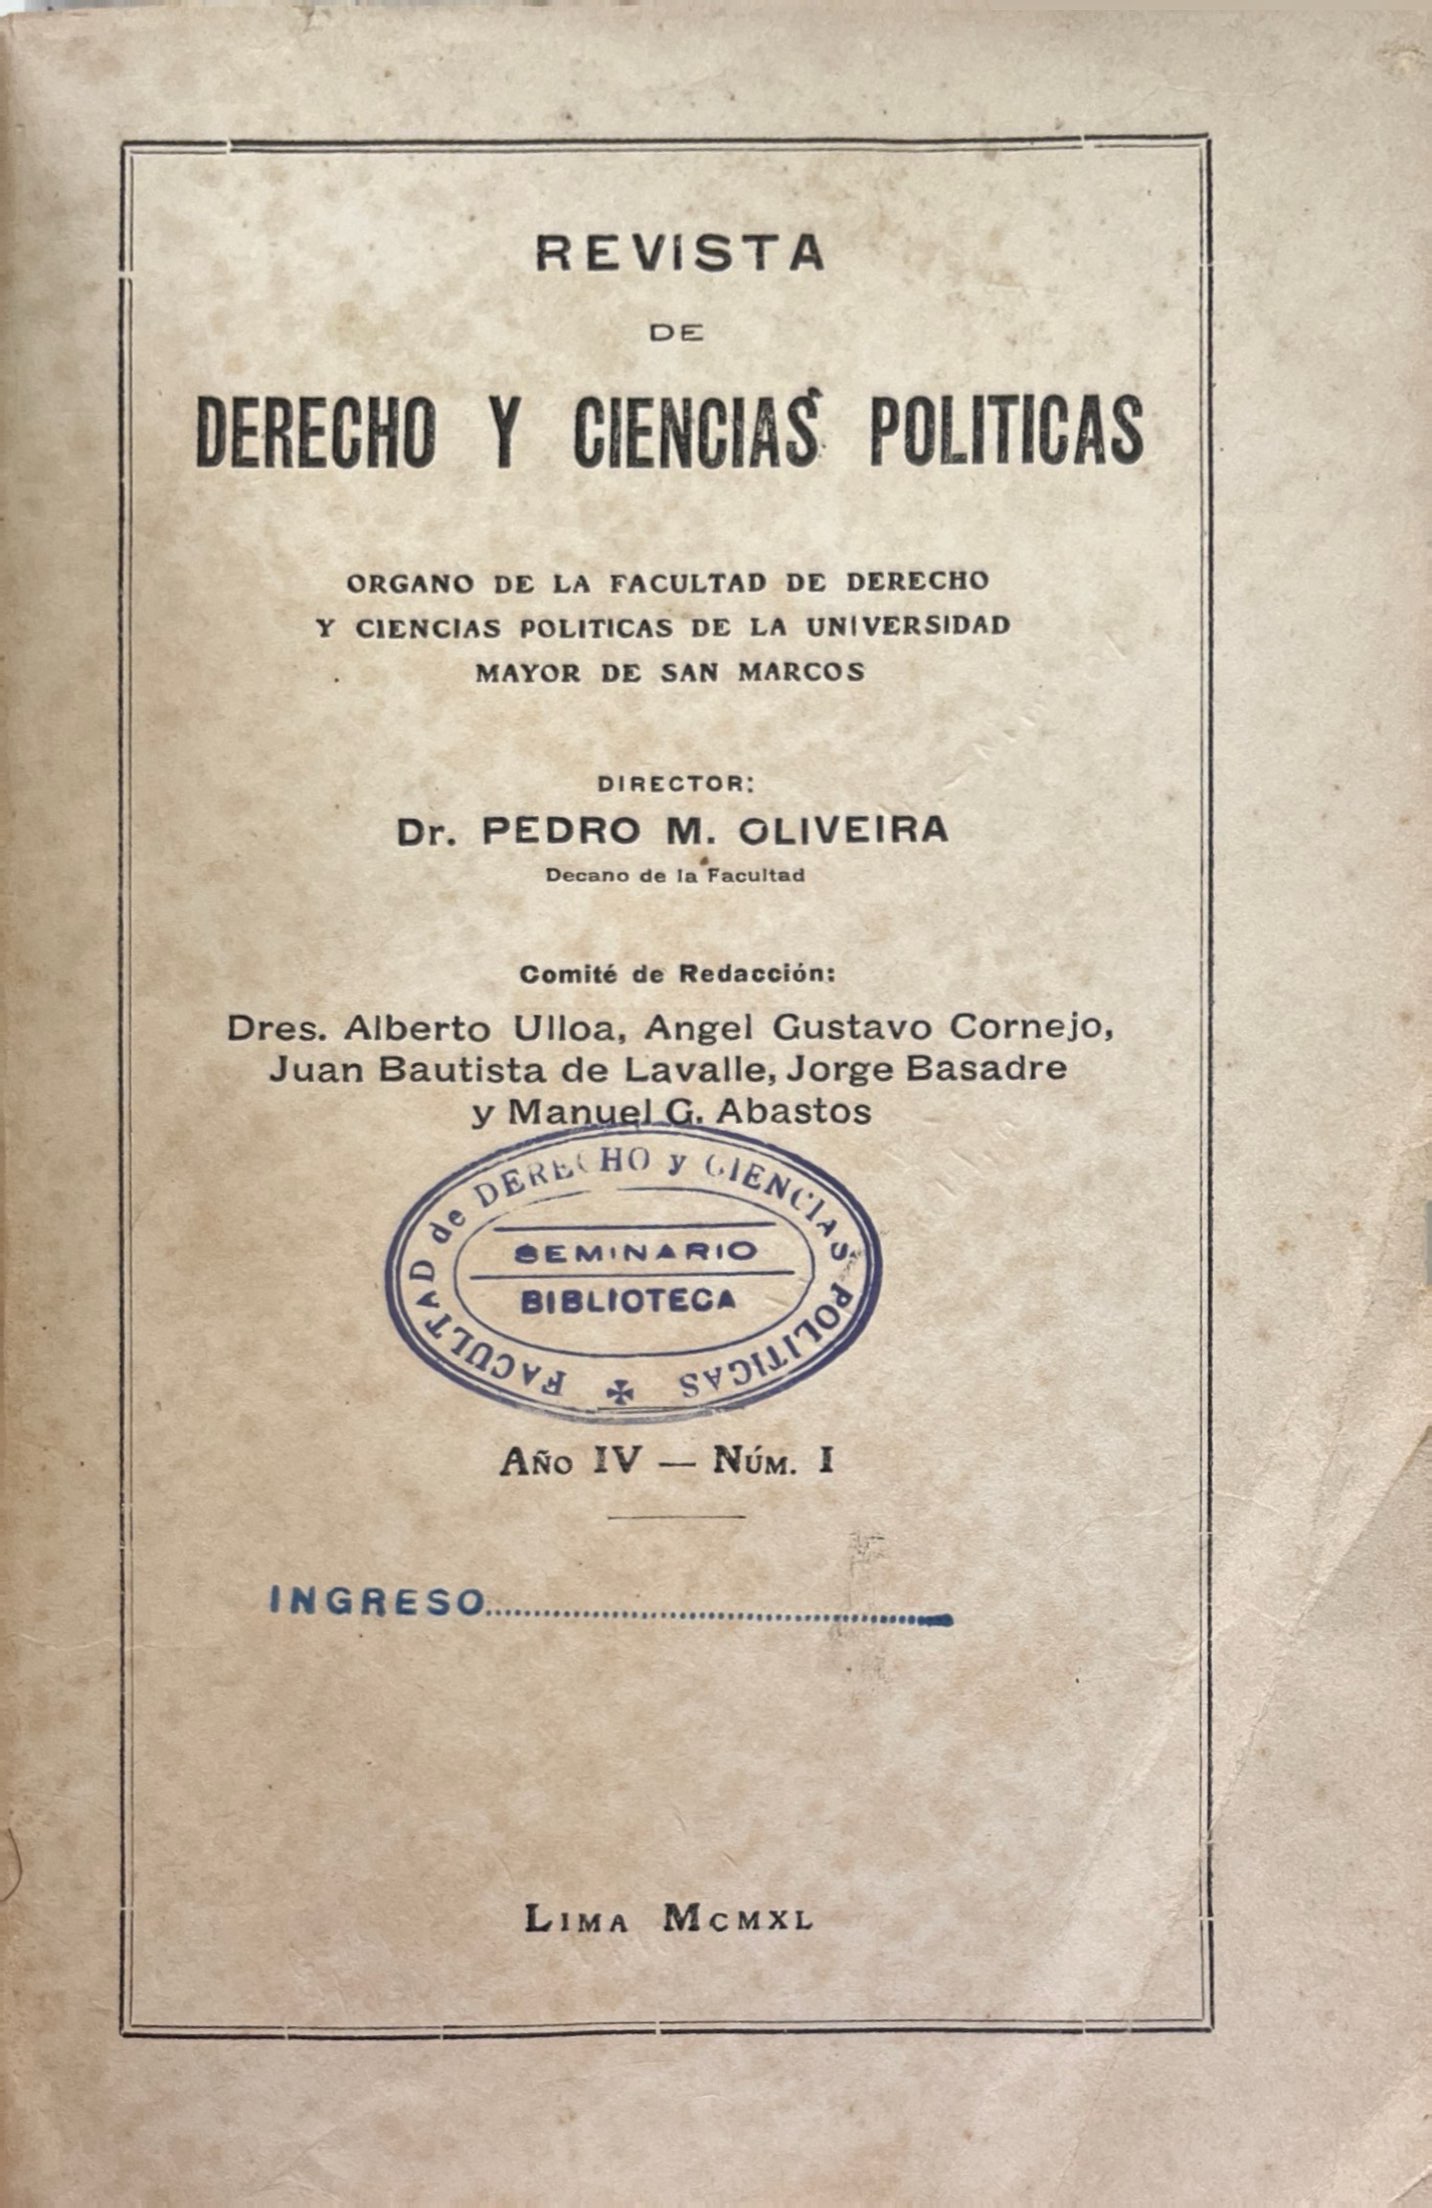 REVISTA
DE
DERECHO Y CIENCIAS POLITICAS
ORGANO DE LA FACULTAD DE DERECHO
Y CIENCIAS POLITICAS DE LA UNIVERSIDAD
MAYOR DE SAN MARCOS
DIRECTOR:
Dr. PEDRO M. OLIVEIRA
Decano de la Facultad
Comité de Redacción:
Dres. Alberto Ulloa, Angel Gustavo Cornejo,
Juan Bautista de Lavalle, Jorge Basadre
y Manuel G. Abastos
FACULTAD de DERECHO y CIENCIAS POLITICAS
SEMINARIO
BIBLIOTECA
Año IV — Núm. I
INGRESO
Lima Mcmxl